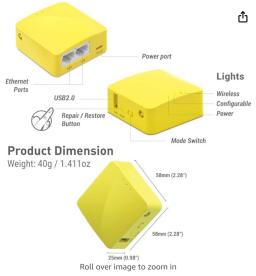 Power port
Ethernet
Ports
Lights
USB2.0
Wireless
Configurable
Power
Repair / Restore
Button
Mode Switch
Product Dimension
Weight: 40g / 1.411oz
58mm (2.28")
58mm (2.28")
25mm (0.98")
Roll over image to zoom in